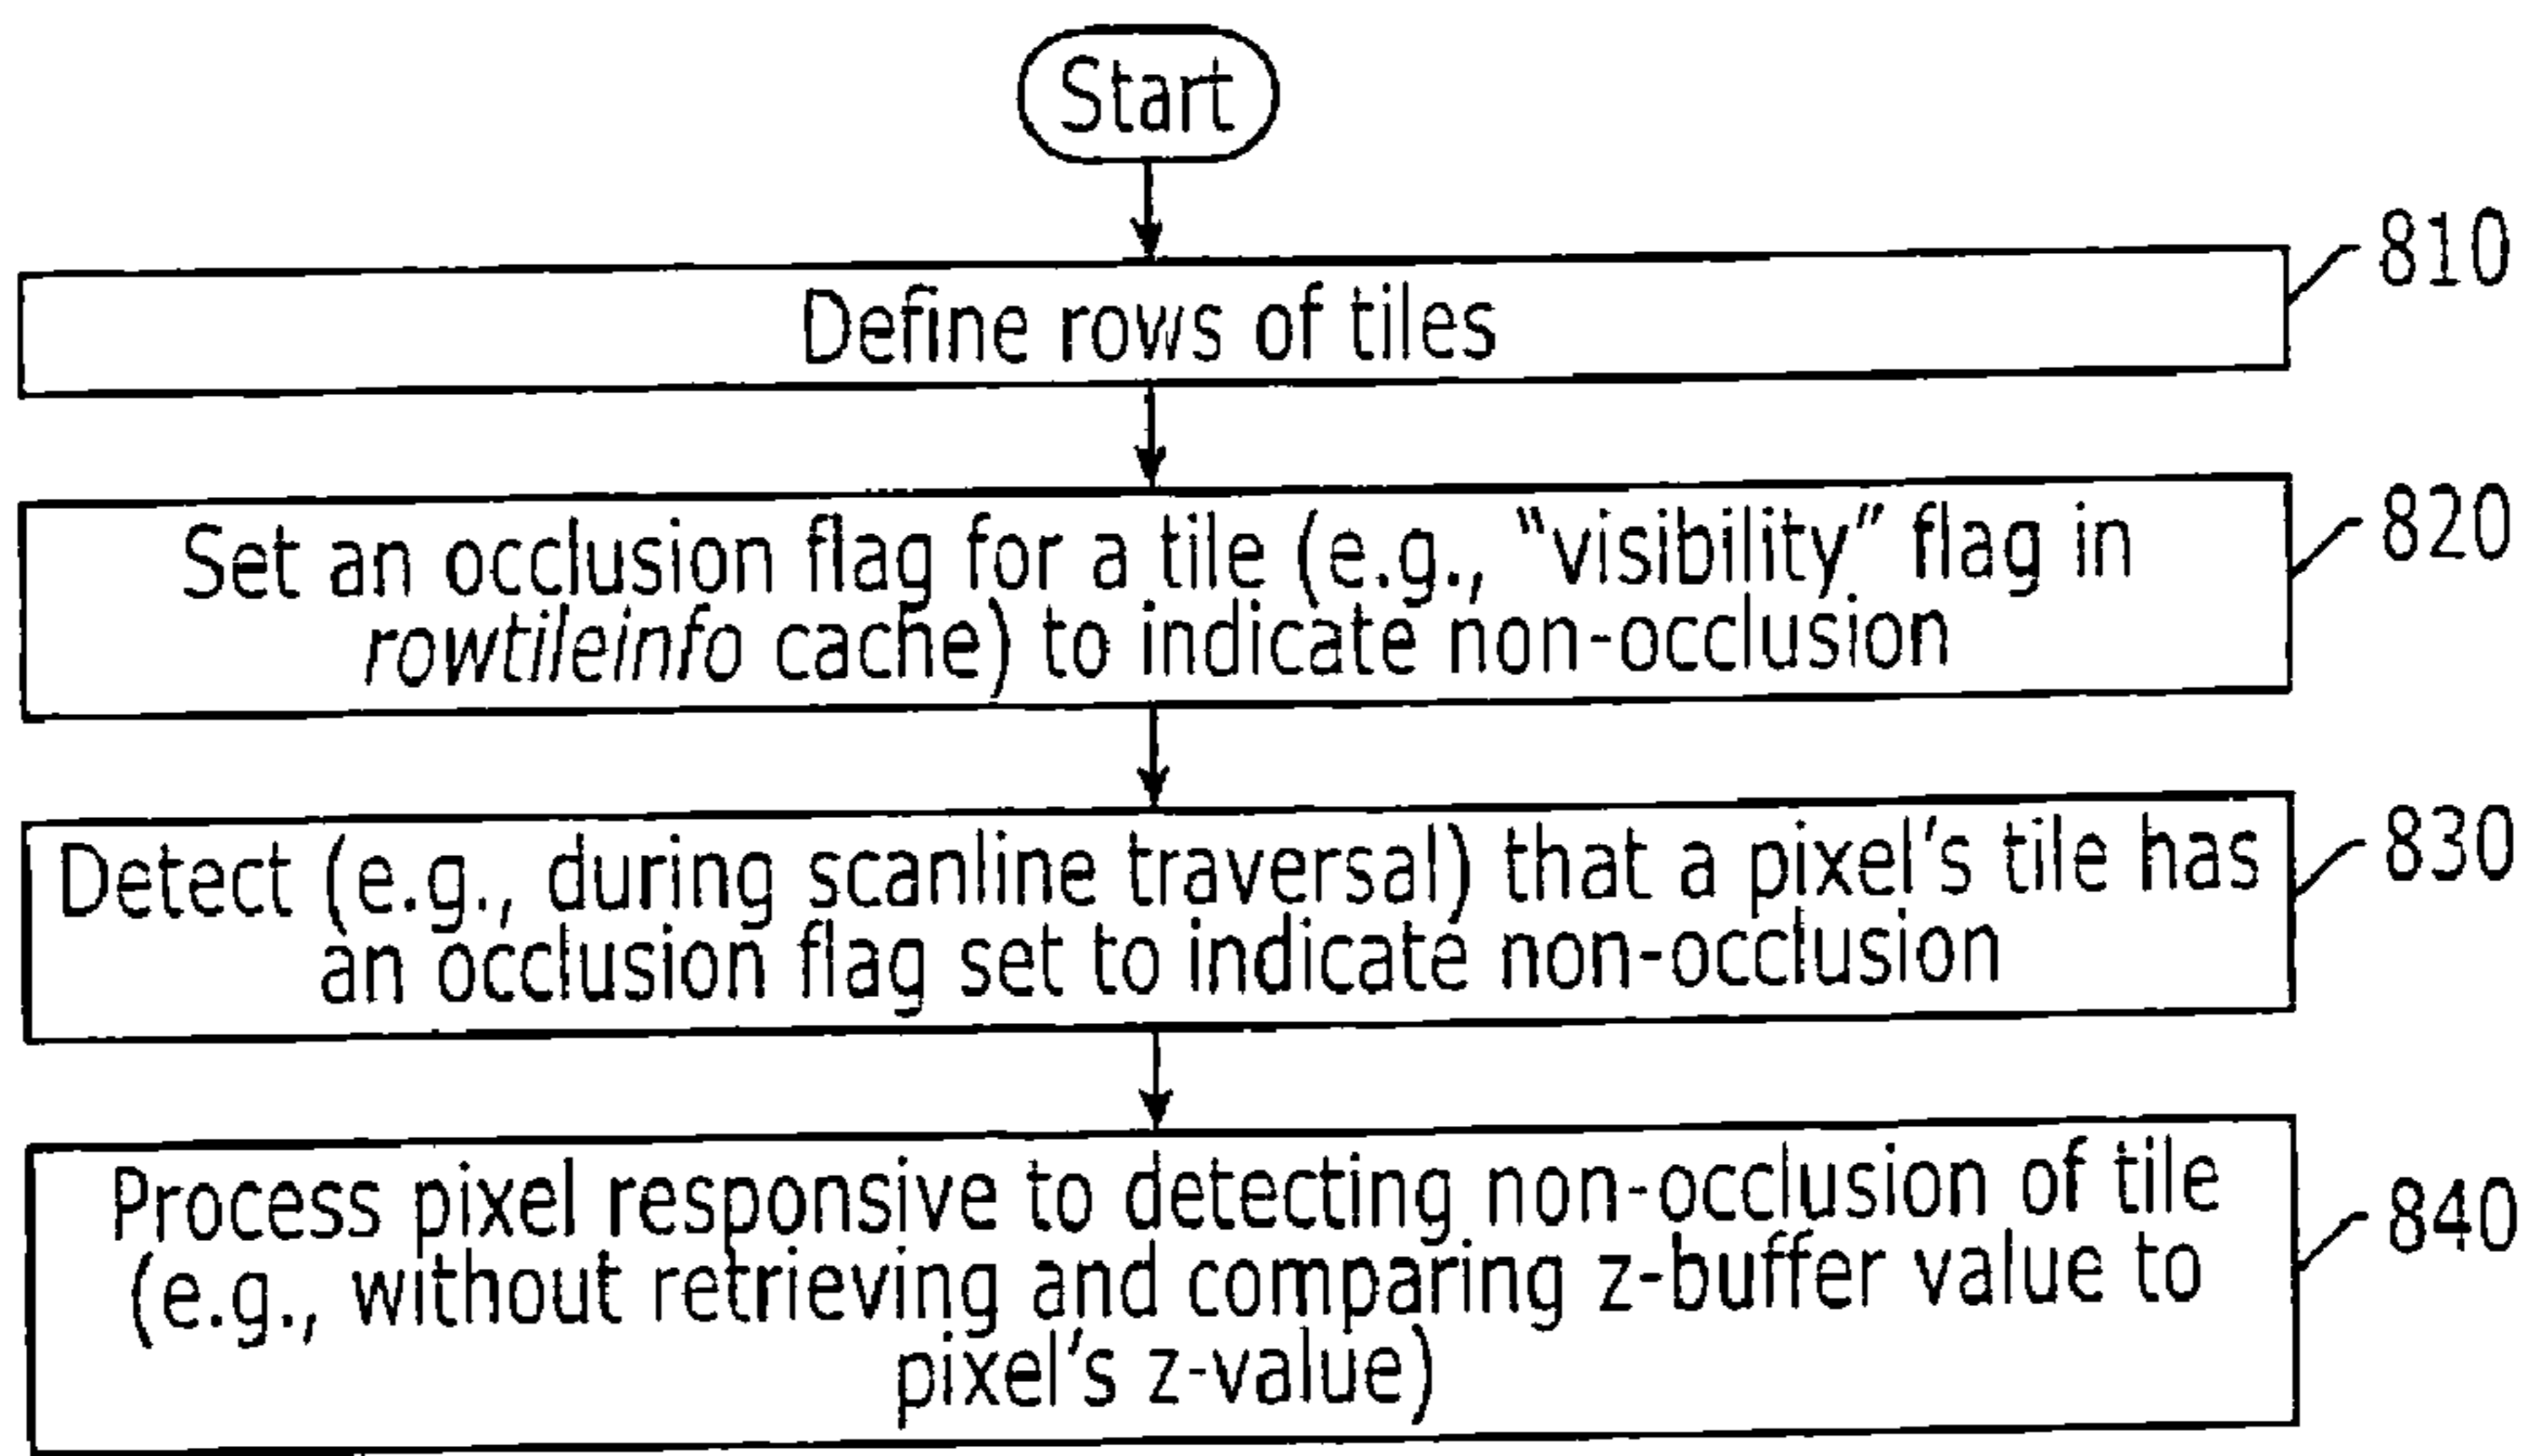 Start
810
Define rows of tiles
820
Set an occlusion flag for a tile (e.g., “visibility” flag in
rowtileinfo cache) to indicate non-occlusion
830
Detect (e.g., during scanline traversal) that a pixel’s tile has
an occlusion flag set to indicate non-occlusion
Process pixel responsive to detecting non-occlusion of tile
840
(e.g., without retrieving and comparing z-buffer value to
pixel’s z-value)